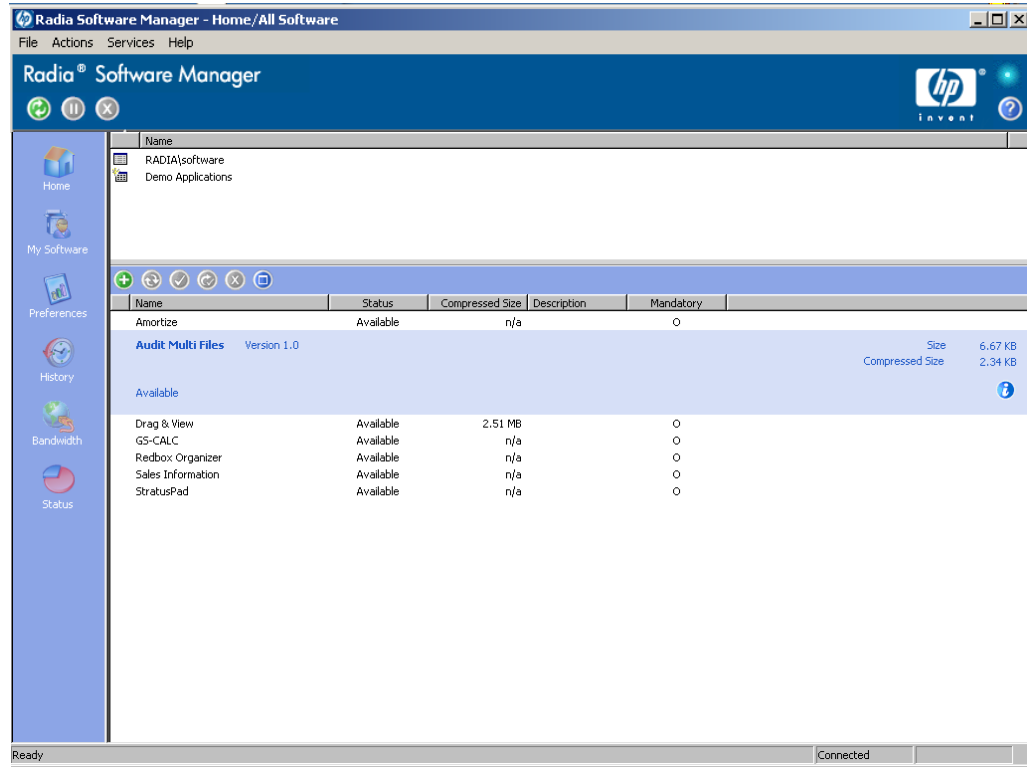 Radia Software Manager - Home/All Software
File Actions Services Help
Radia® Software Manager
hp ®
invent
Home
My Software
Preferences
History
Bandwidth
Status
Name
RADIA\software
Demo Applications
Name Status Compressed Size Description Mandatory
Amortize Available n/a O
Audit Multi Files Version 1.0 Size 6.67 KB
Compressed Size 2.34 KB
Available
Drag & View Available 2.51 MB O
GS-CALC Available n/a O
Redbox Organizer Available n/a O
Sales Information Available n/a O
StratusPad Available n/a O
Ready Connected